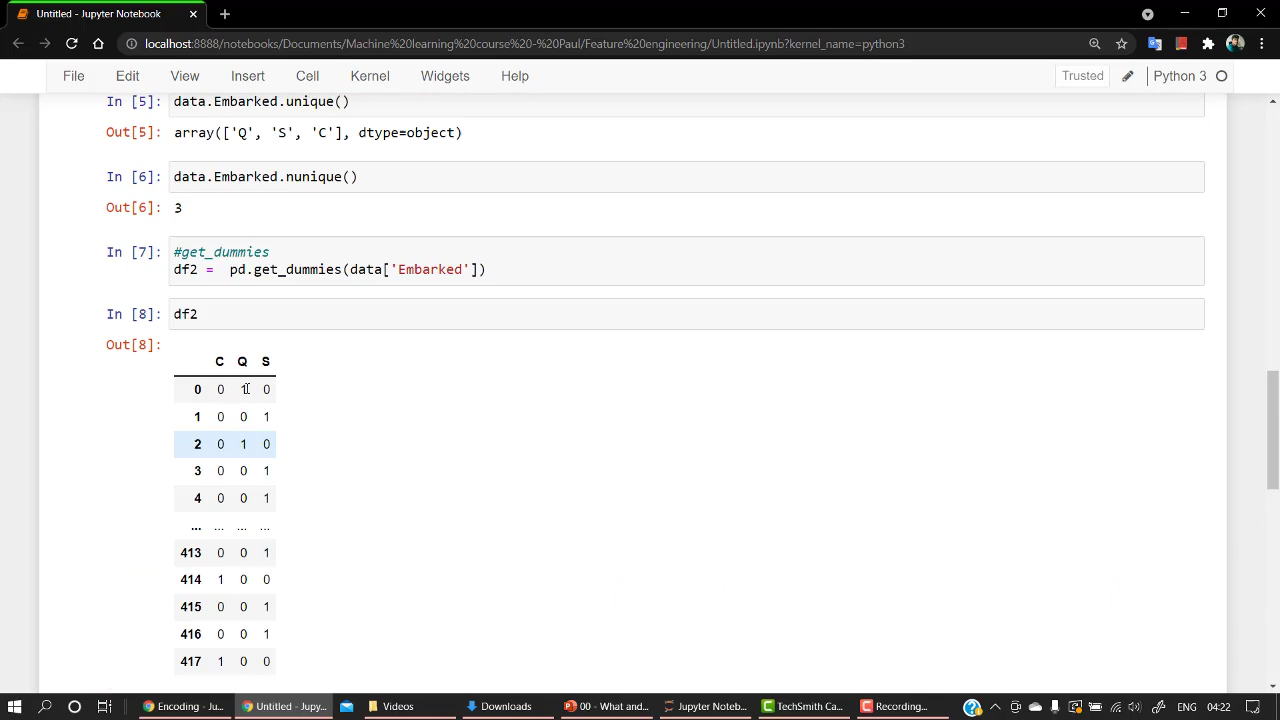 Untitled - Jupyter Notebook
localhost:8888/notebooks/Documents/Machine%20learning%20course%20-%20Paul/Feature%20engineering/Untitled.ipynb?kernel_name=python3
File Edit View Insert Cell Kernel Widgets Help Trusted Python 3
In [5]: data.Embarked.unique()
Out[5]: array(['Q', 'S', 'C'], dtype=object)
In [6]: data.Embarked.nunique()
Out[6]: 3
In [7]: #get_dummies
df2 =  pd.get_dummies(data['Embarked'])
In [8]: df2
Out[8]:
C Q S
0 0 1 0
1 0 0 1
2 0 1 0
3 0 0 1
4 0 0 1
... ... ... ...
413 0 0 1
414 1 0 0
415 0 0 1
416 0 0 1
417 1 0 0
Encoding - Ju... Untitled - Jupy... Videos Downloads 00 - What and... Jupyter Noteb... TechSmith Ca... Recording... ENG 04:22